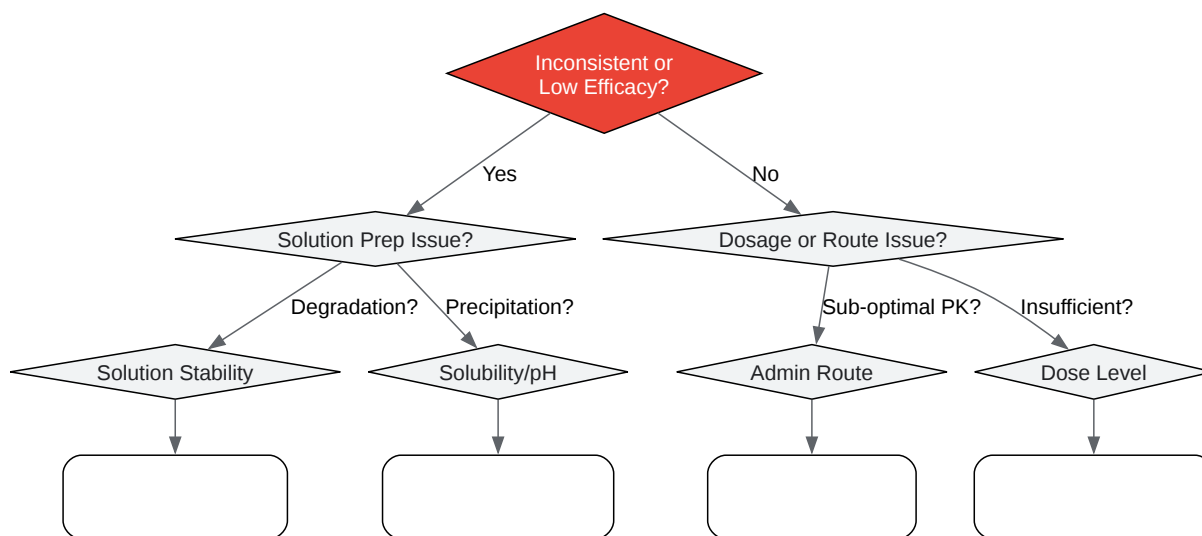 Inconsistent or
Low Efficacy?
Yes
No
Solution Prep Issue?
Dosage or Route Issue?
Degradation?
Precipitation?
Sub-optimal PK?
Insufficient?
Solution Stability
Solubility/pH
Admin Route
Dose Level